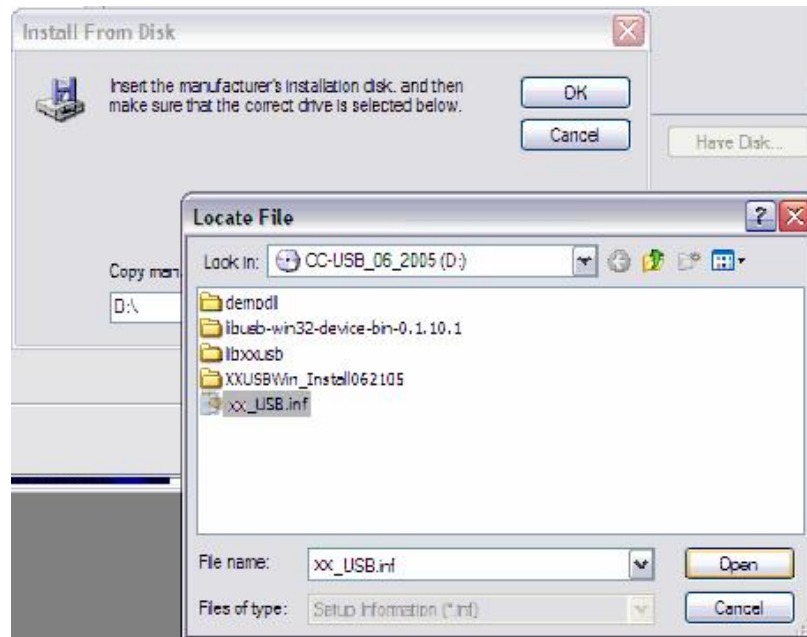 Install From Disk
Insert the manufacturer's installation disk, and then
make sure that the correct drive is selected below.
OK
Cancel
Have Disk...
Locate File
Look in: CC-USB_06_2005 (D:)
Copy man
D:\
demodll
libusb-win32-device-bin-0.1.10.1
libxxusb
XXUSBWin_Install062105
xx_USB.inf
File name: xx_USB.inf
Open
Files of type: Setup Information (*.inf)
Cancel